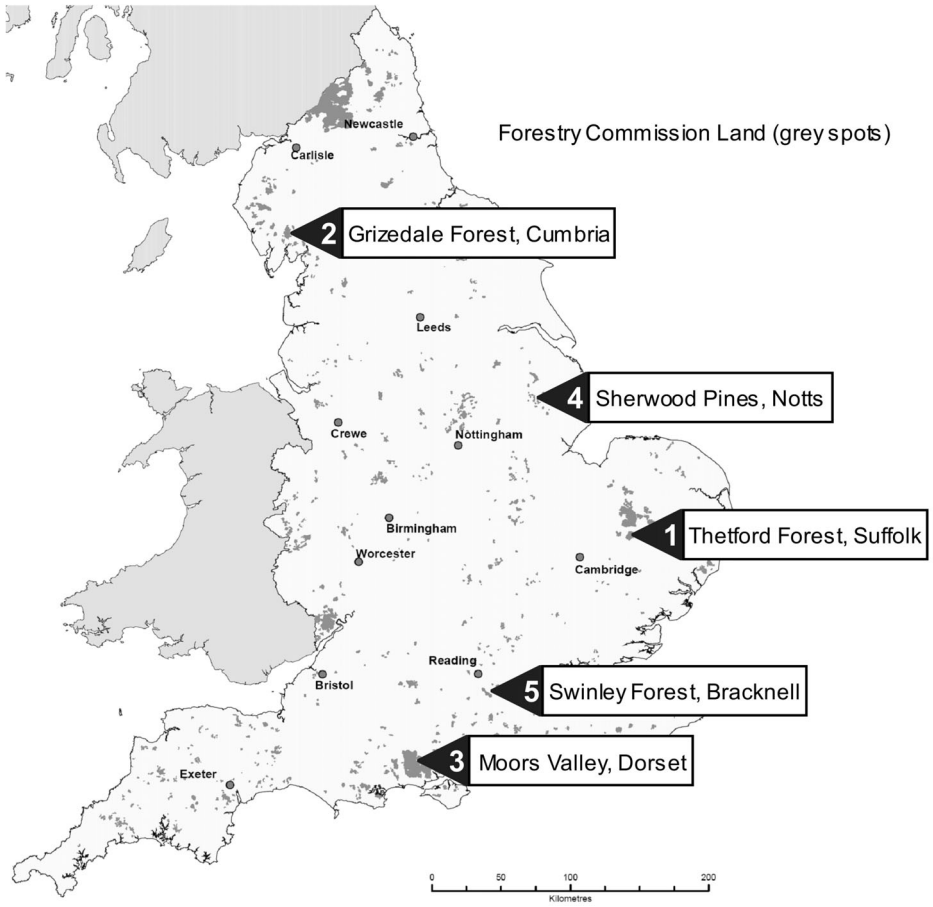 Newcastle
Forestry Commission Land (grey spots)
Carlisle
2 Grizedale Forest, Cumbria
Leeds
4 Sherwood Pines, Notts
Crewe
Nottingham
1 Thetford Forest, Suffolk
Birmingham
Worcester
Cambridge
Reading
5 Swinley Forest, Bracknell
Bristol
3 Moors Valley, Dorset
Exeter
0 50 100 200
Kilometres